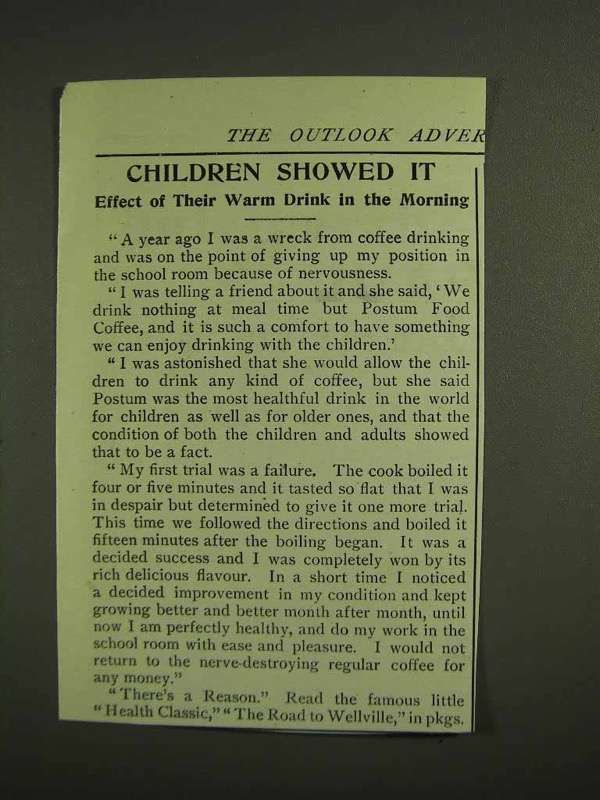 THE OUTLOOK ADVER
CHILDREN SHOWED IT
Effect of Their Warm Drink in the Morning
"A year ago I was a wreck from coffee drinking
and was on the point of giving up my position in
the school room because of nervousness.
"I was telling a friend about it and she said, 'We
drink nothing at meal time but Postum Food
Coffee, and it is such a comfort to have something
we can enjoy drinking with the children.'
"I was astonished that she would allow the chil-
dren to drink any kind of coffee, but she said
Postum was the most healthful drink in the world
for children as well as for older ones, and that the
condition of both the children and adults showed
that to be a fact.
"My first trial was a failure. The cook boiled it
four or five minutes and it tasted so flat that I was
in despair but determined to give it one more trial.
This time we followed the directions and boiled it
fifteen minutes after the boiling began. It was a
decided success and I was completely won by its
rich delicious flavour. In a short time I noticed
a decided improvement in my condition and kept
growing better and better month after month, until
now I am perfectly healthy, and do my work in the
school room with ease and pleasure. I would not
return to the nerve-destroying regular coffee for
any money."
"There's a Reason." Read the famous little
"Health Classic," "The Road to Wellville," in pkgs.